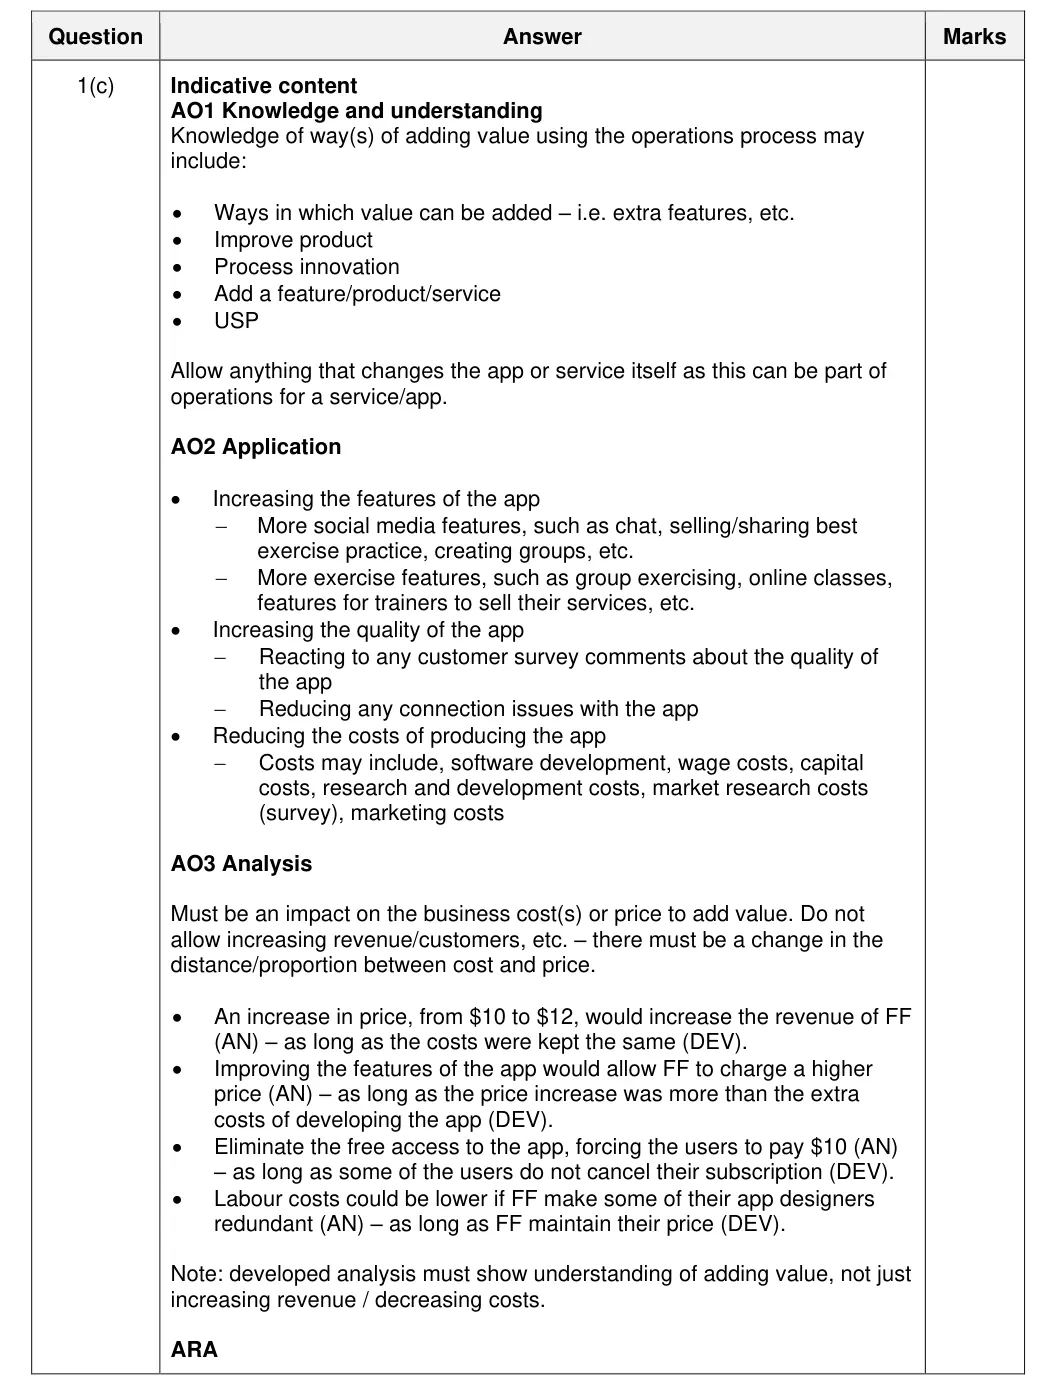 Question Answer Marks
1(c) Indicative content
AO1 Knowledge and understanding
Knowledge of way(s) of adding value using the operations process may
include:
• Ways in which value can be added – i.e. extra features, etc.
• Improve product
• Process innovation
• Add a feature/product/service
• USP
Allow anything that changes the app or service itself as this can be part of
operations for a service/app.
AO2 Application
• Increasing the features of the app
– More social media features, such as chat, selling/sharing best
exercise practice, creating groups, etc.
– More exercise features, such as group exercising, online classes,
features for trainers to sell their services, etc.
• Increasing the quality of the app
– Reacting to any customer survey comments about the quality of
the app
– Reducing any connection issues with the app
• Reducing the costs of producing the app
– Costs may include, software development, wage costs, capital
costs, research and development costs, market research costs
(survey), marketing costs
AO3 Analysis
Must be an impact on the business cost(s) or price to add value. Do not
allow increasing revenue/customers, etc. – there must be a change in the
distance/proportion between cost and price.
• An increase in price, from $10 to $12, would increase the revenue of FF
(AN) – as long as the costs were kept the same (DEV).
• Improving the features of the app would allow FF to charge a higher
price (AN) – as long as the price increase was more than the extra
costs of developing the app (DEV).
• Eliminate the free access to the app, forcing the users to pay $10 (AN)
– as long as some of the users do not cancel their subscription (DEV).
• Labour costs could be lower if FF make some of their app designers
redundant (AN) – as long as FF maintain their price (DEV).
Note: developed analysis must show understanding of adding value, not just
increasing revenue / decreasing costs.
ARA